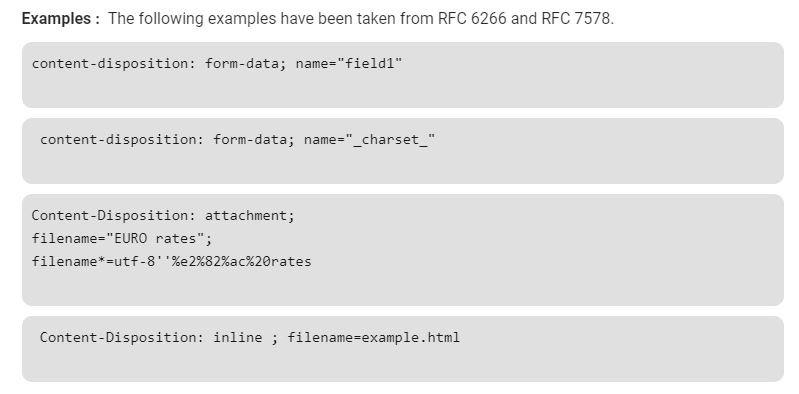 Examples : The following examples have been taken from RFC 6266 and RFC 7578.
content-disposition: form-data; name="field1"
content-disposition: form-data; name="_charset_"
Content-Disposition: attachment;
filename="EURO rates";
filename*=utf-8''%e2%82%ac%20rates
Content-Disposition: inline ; filename=example.html